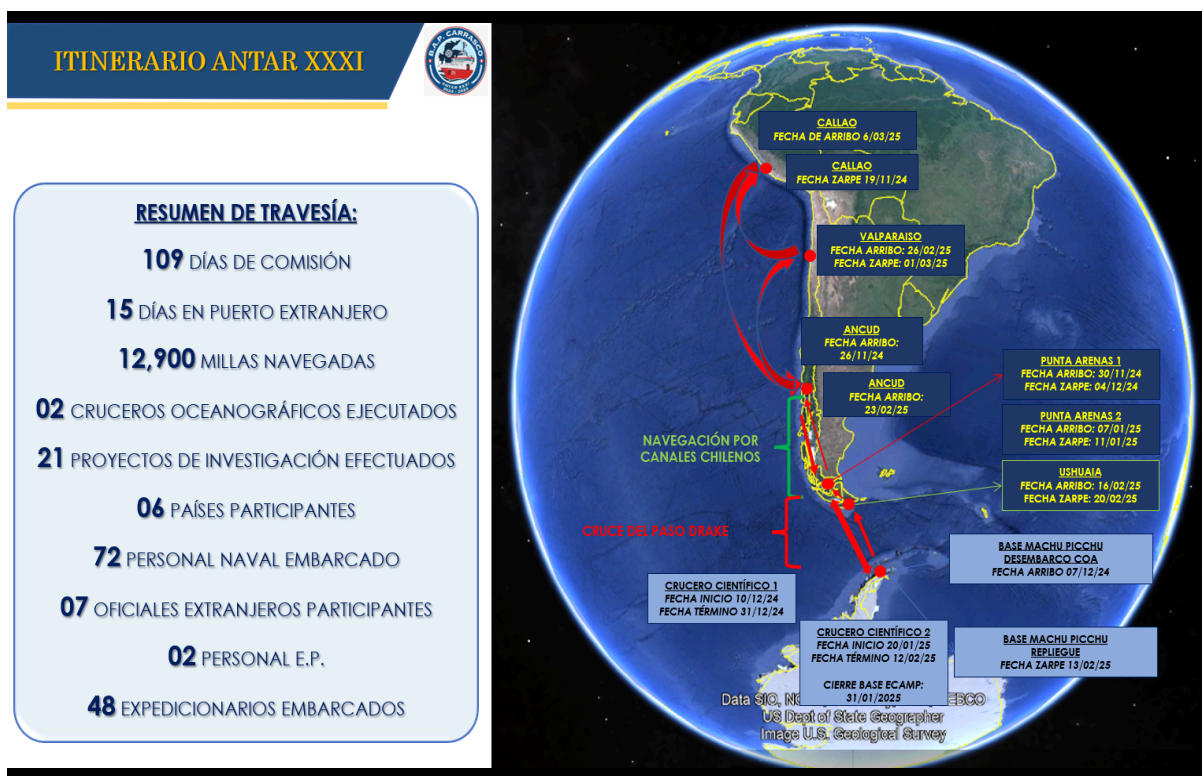 ITINERARIO ANTAR XXXI
B.A.P. CARRASCO
ANTAR XXXI
RESUMEN DE TRAVESÍA:
109 DÍAS DE COMISIÓN
15 DÍAS EN PUERTO EXTRANJERO
12,900 MILLAS NAVEGADAS
02 CRUCEROS OCEANOGRÁFICOS EJECUTADOS
21 PROYECTOS DE INVESTIGACIÓN EFECTUADOS
06 PAÍSES PARTICIPANTES
72 PERSONAL NAVAL EMBARCADO
07 OFICIALES EXTRANJEROS PARTICIPANTES
02 PERSONAL E.P.
48 EXPEDICIONARIOS EMBARCADOS
CALLAO
FECHA DE ARRIBO 6/03/25
CALLAO
FECHA ZARPE 19/11/24
VALPARAISO
FECHA ARRIBO: 26/02/25
FECHA ZARPE: 01/03/25
ANCUD
FECHA ARRIBO:
26/11/24
ANCUD
FECHA ARRIBO:
23/02/25
PUNTA ARENAS 1
FECHA ARRIBO: 30/11/24
FECHA ZARPE: 04/12/24
PUNTA ARENAS 2
FECHA ARRIBO: 07/01/25
FECHA ZARPE: 11/01/25
USHUAIA
FECHA ARRIBO: 16/02/25
FECHA ZARPE: 20/02/25
NAVEGACIÓN POR
CANALES CHILENOS
CRUCE DEL PASO DRAKE
BASE MACHU PICCHU
DESEMBARCO COA
FECHA ARRIBO 07/12/24
CRUCERO CIENTÍFICO 1
FECHA INICIO 10/12/24
FECHA TÉRMINO 31/12/24
CRUCERO CIENTÍFICO 2
FECHA INICIO 20/01/25
FECHA TÉRMINO 12/02/25
CIERRE BASE ECAMP:
31/01/2025
BASE MACHU PICCHU
REPLIEGUE
FECHA ZARPE 13/02/25
Data SIO,
US Dept of State Geographer
Image U.S. Geological Survey